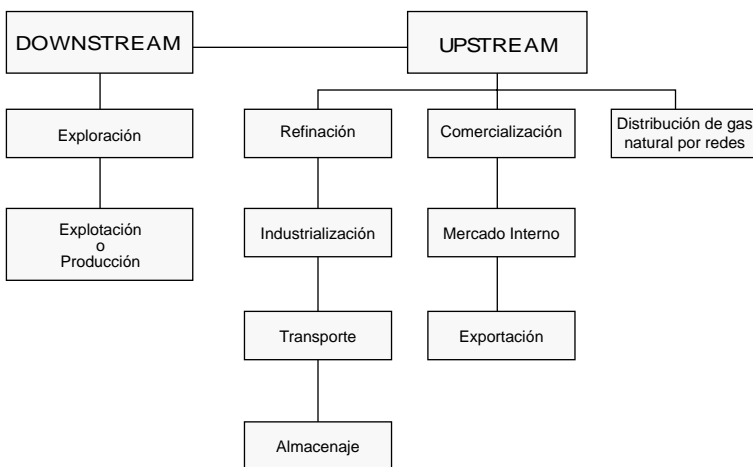 DOWNSTREAM
UPSTREAM
Exploración
Refinación
Comercialización
Distribución de gas
natural por redes
Explotación
o
Producción
Industrialización
Mercado Interno
Transporte
Exportación
Almacenaje